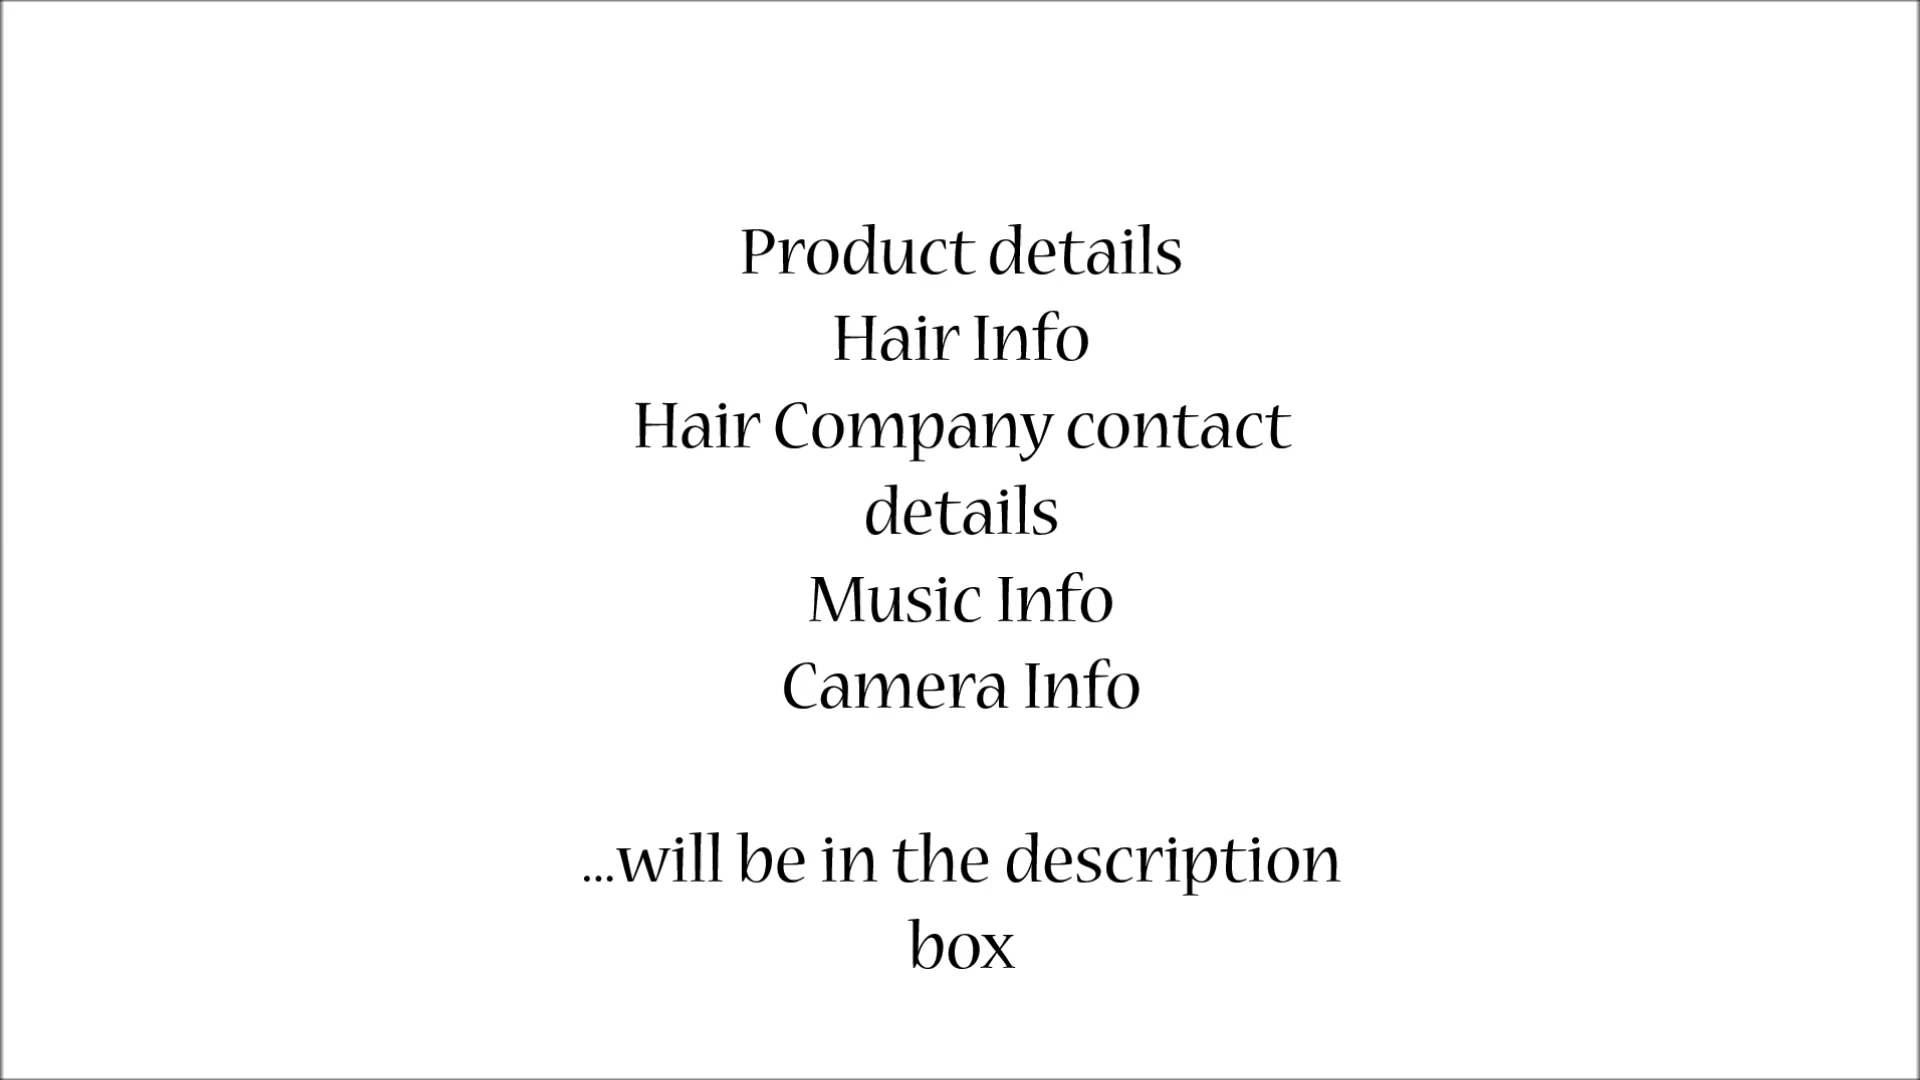 Product details
Hair Info
Hair Company contact
details
Music Info
Camera Info
...will be in the description
box